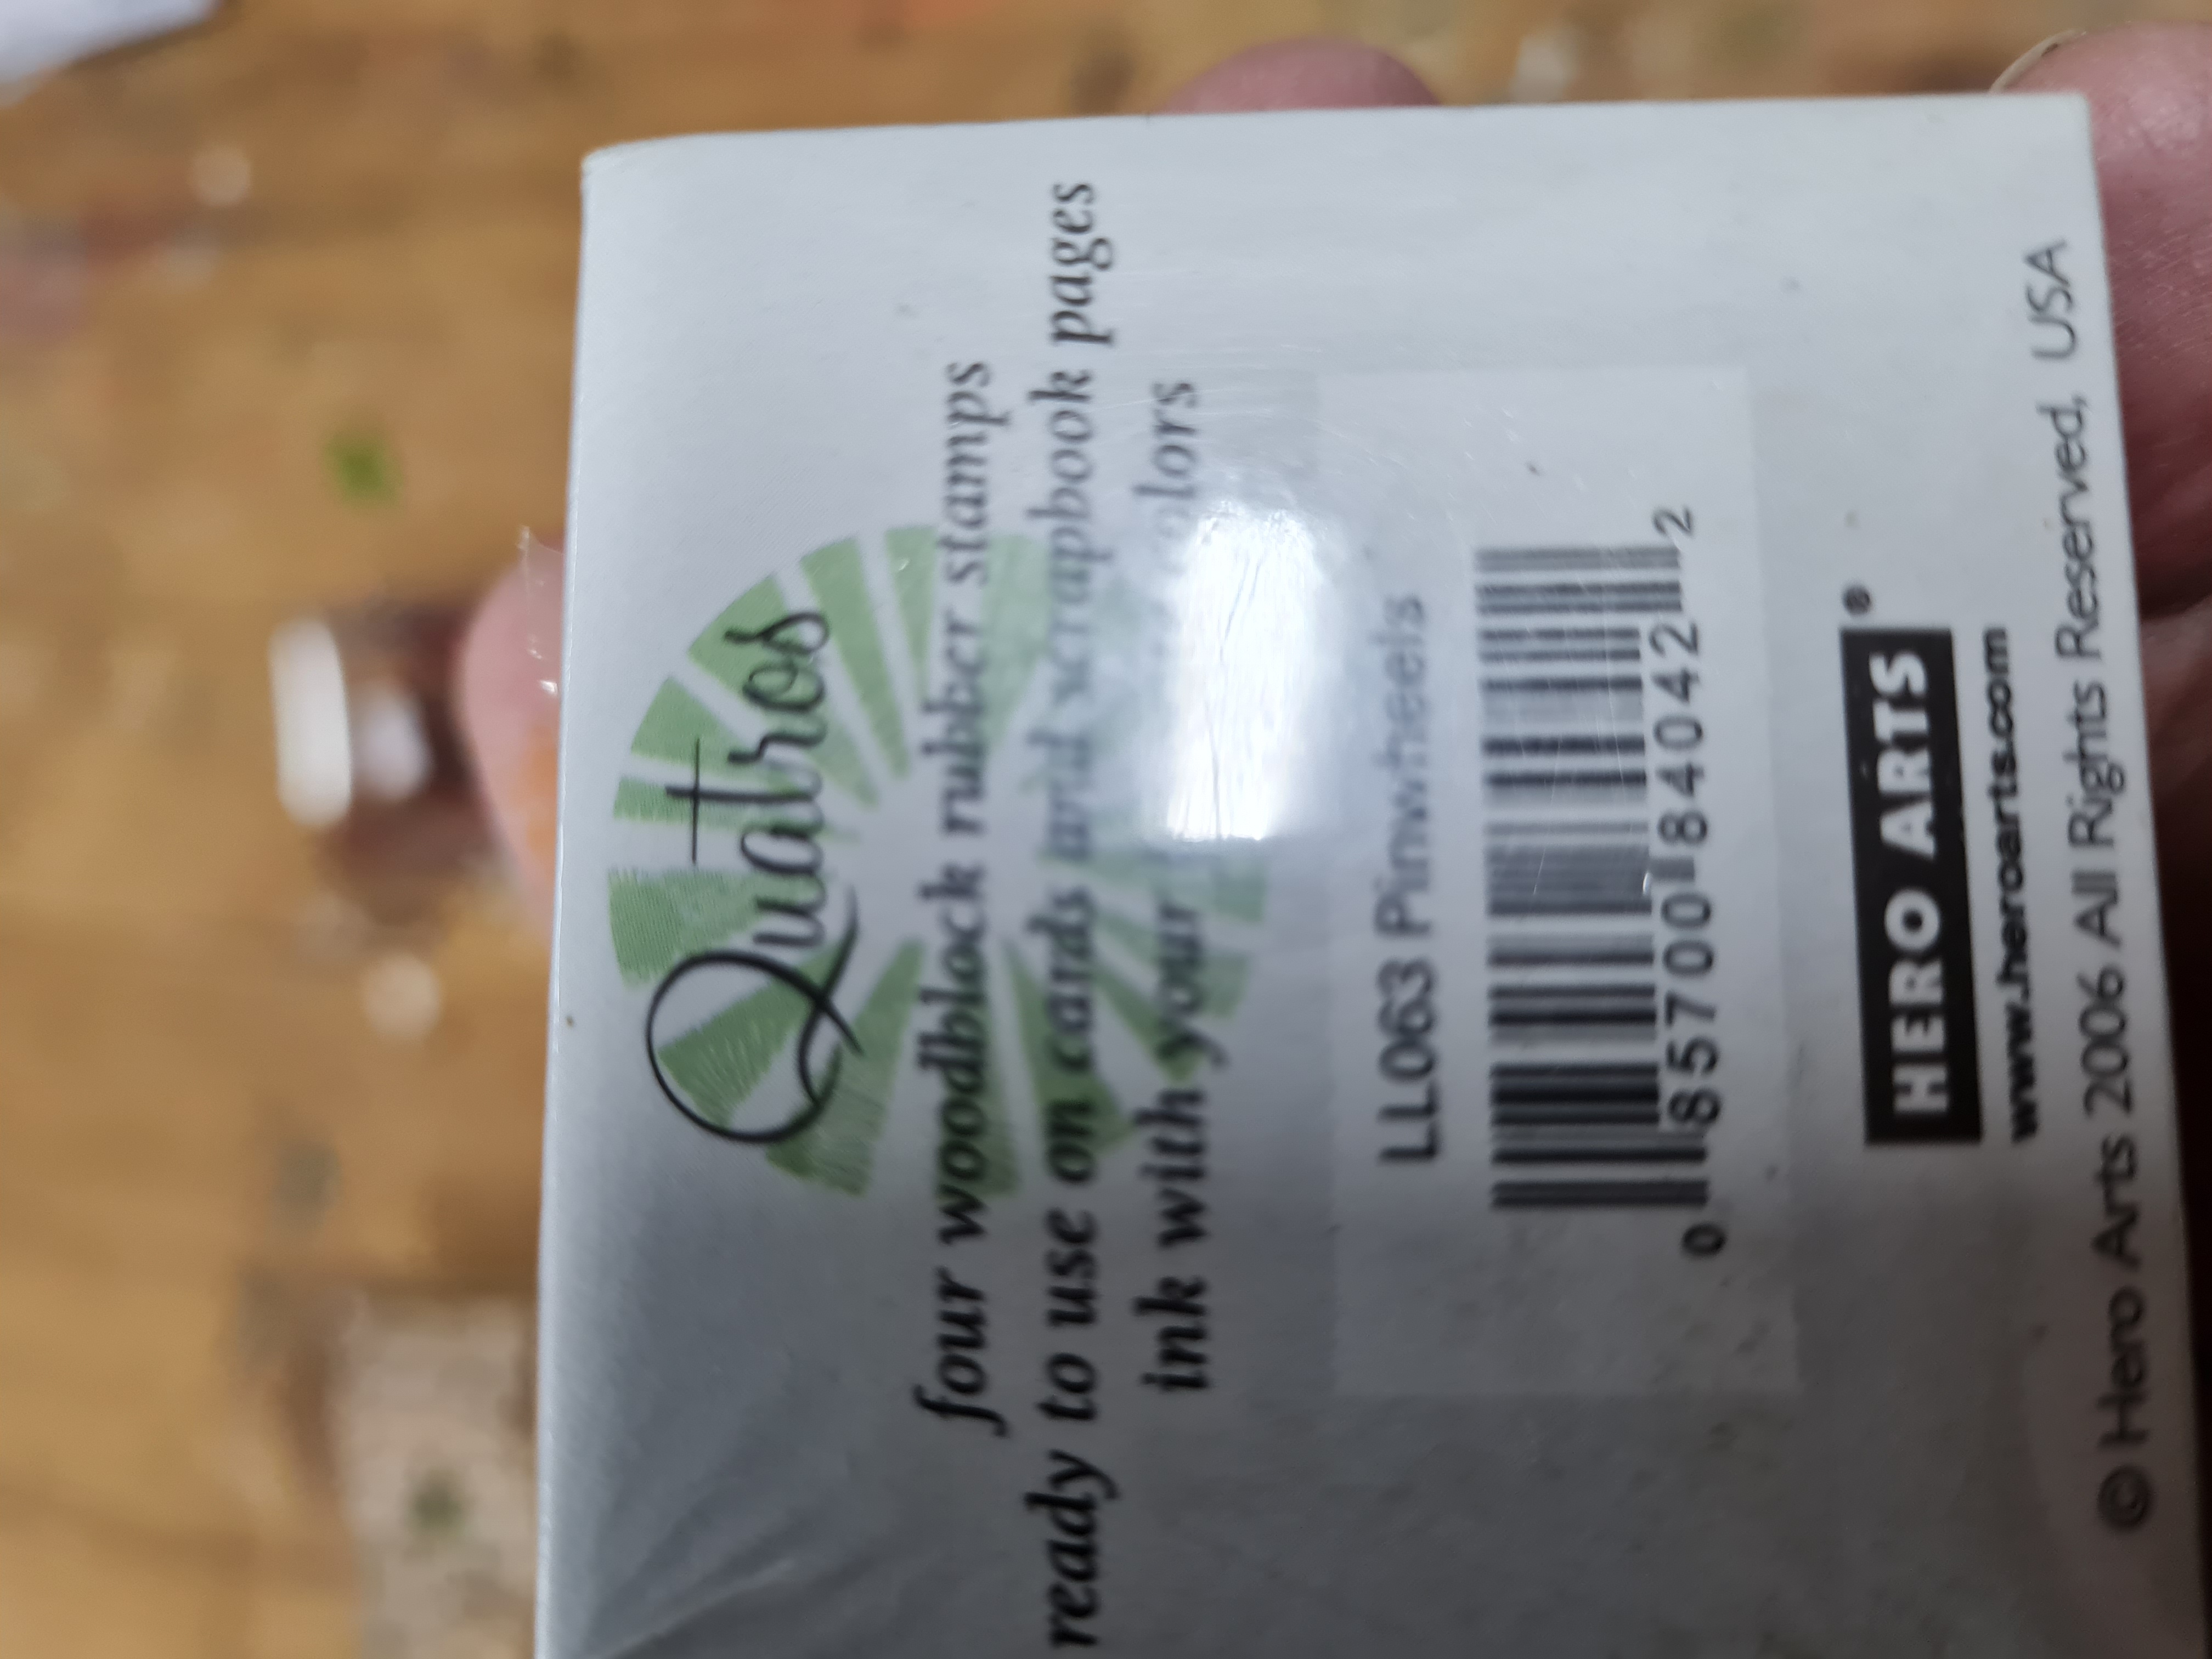 Quatros
four woodblock rubber stamps
ready to use on cards and scrapbook pages
ink with your colors
LL063 Pinwheels
0 85700 84042 2
HERO ARTS®
www.heroarts.com
© Hero Arts 2006 All Rights Reserved, USA